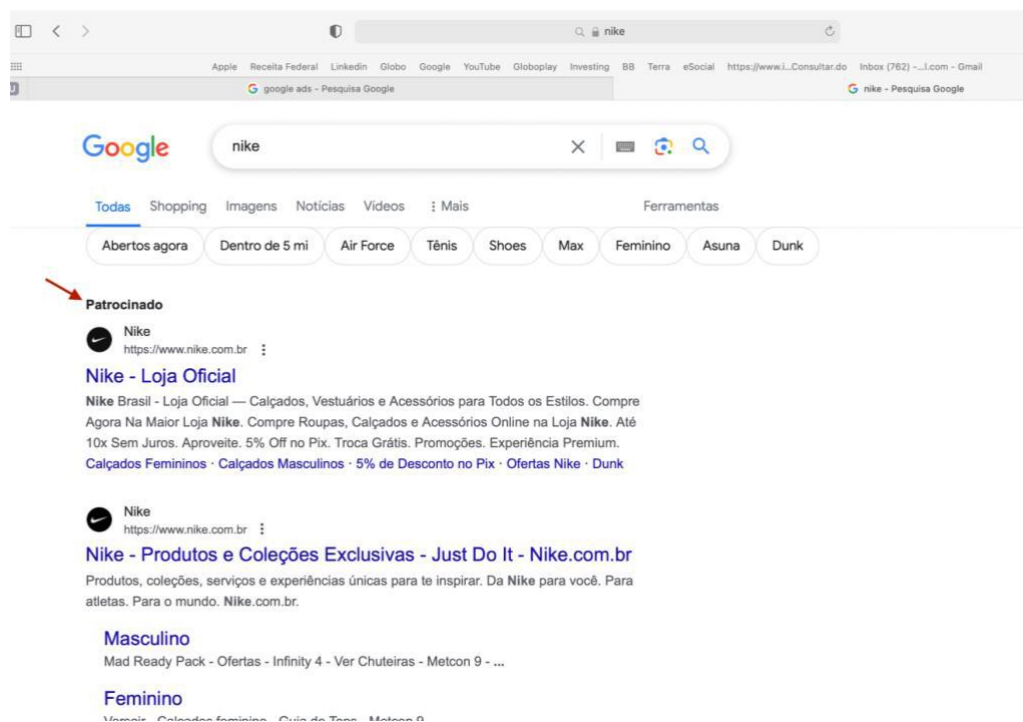 nike
Apple Receita Federal Linkedin Globo Google YouTube Globoplay Investing BB Terra eSocial https://www.i...Consultar.do Inbox (762) -...l.com - Gmail
google ads - Pesquisa Google
nike - Pesquisa Google
Google
nike
Todas Shopping Imagens Notícias Vídeos Mais Ferramentas
Abertos agora Dentro de 5 mi Air Force Tênis Shoes Max Feminino Asuna Dunk
Patrocinado
Nike
https://www.nike.com.br
Nike - Loja Oficial
Nike Brasil - Loja Oficial — Calçados, Vestuários e Acessórios para Todos os Estilos. Compre
Agora Na Maior Loja Nike. Compre Roupas, Calçados e Acessórios Online na Loja Nike. Até
10x Sem Juros. Aproveite. 5% Off no Pix. Troca Grátis. Promoções. Experiência Premium.
Calçados Femininos · Calçados Masculinos · 5% de Desconto no Pix · Ofertas Nike · Dunk
Nike
https://www.nike.com.br
Nike - Produtos e Coleções Exclusivas - Just Do It - Nike.com.br
Produtos, coleções, serviços e experiências únicas para te inspirar. Da Nike para você. Para
atletas. Para o mundo. Nike.com.br.
Masculino
Mad Ready Pack - Ofertas - Infinity 4 - Ver Chuteiras - Metcon 9 - ...
Feminino
Calçados feminino - Guia de Tops - Metcon 9